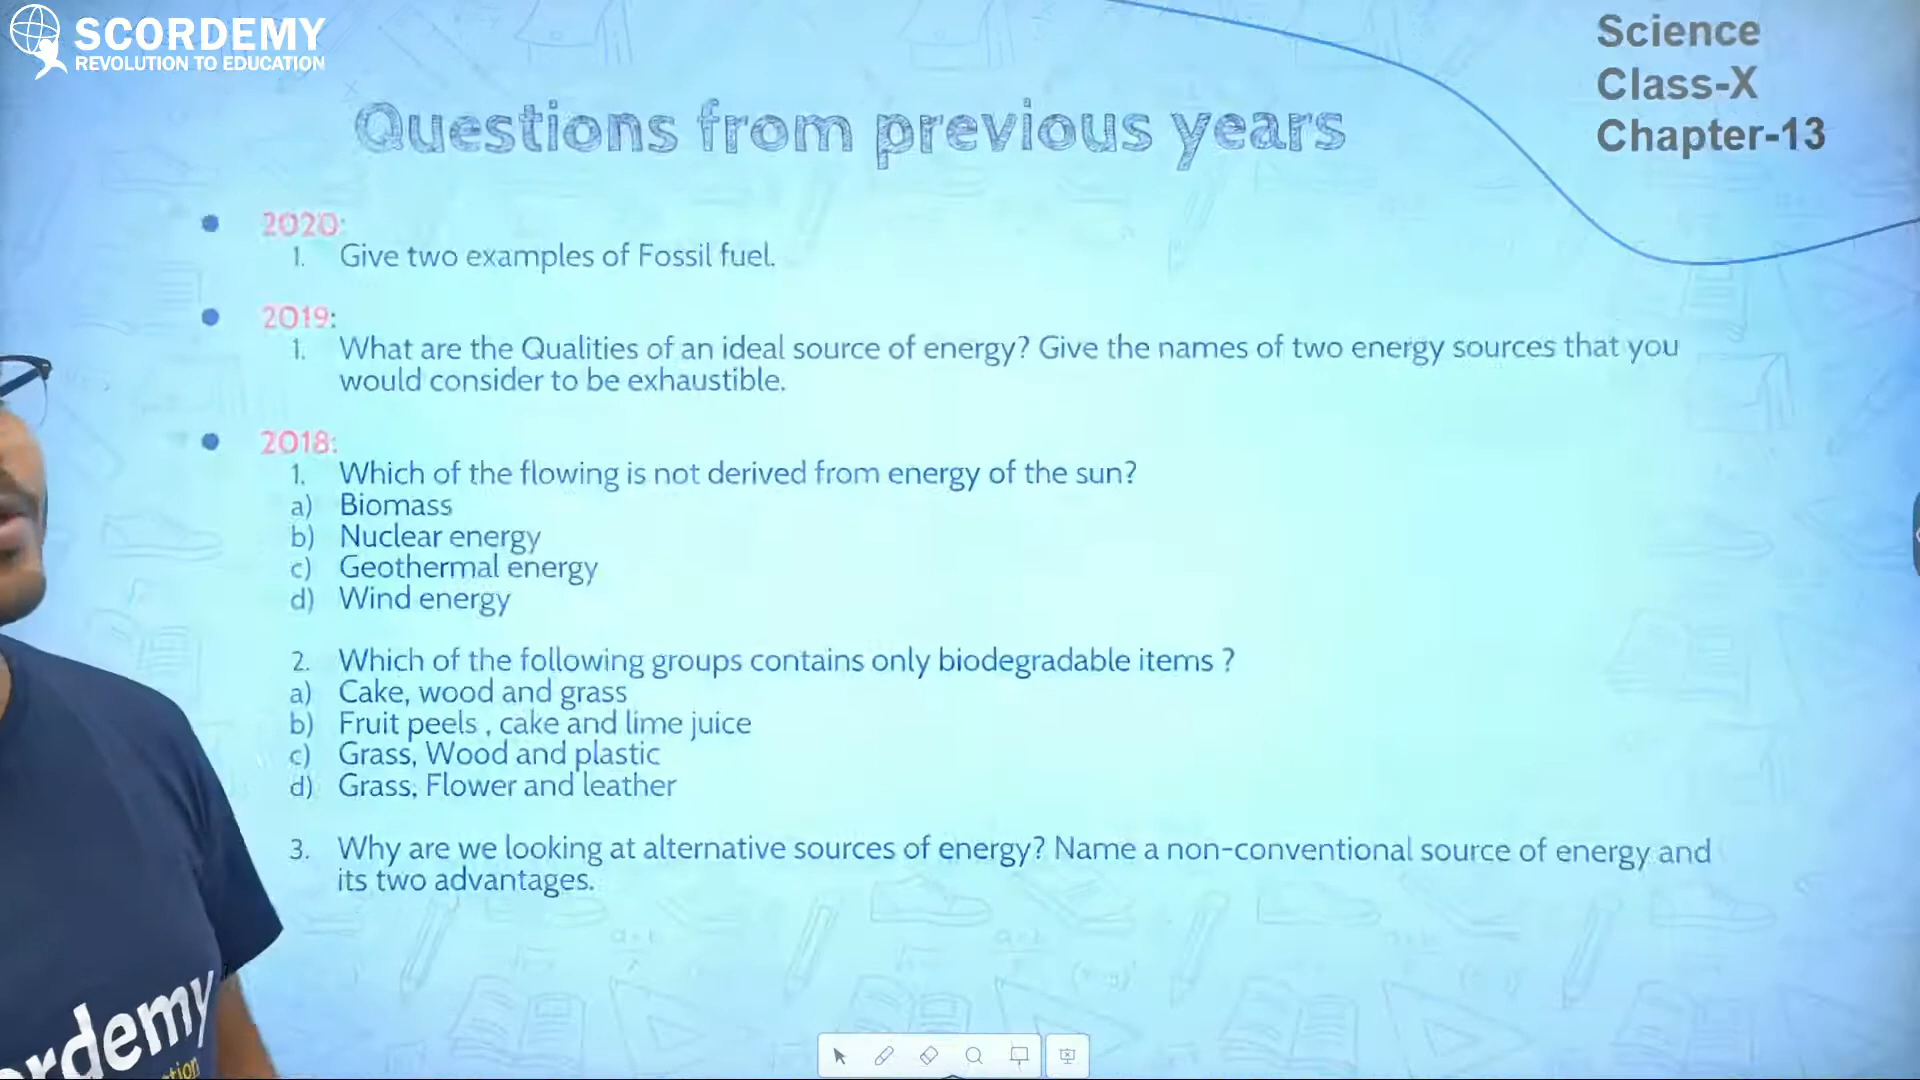 SCORDEMY
REVOLUTION TO EDUCATION
Science
Class-X
Chapter-13
Questions from previous years
2020:
1. Give two examples of Fossil fuel.
2019:
1. What are the Qualities of an ideal source of energy? Give the names of two energy sources that you
would consider to be exhaustible.
2018:
1. Which of the flowing is not derived from energy of the sun?
a) Biomass
b) Nuclear energy
c) Geothermal energy
d) Wind energy
2. Which of the following groups contains only biodegradable items ?
a) Cake, wood and grass
b) Fruit peels , cake and lime juice
c) Grass, Wood and plastic
d) Grass, Flower and leather
3. Why are we looking at alternative sources of energy? Name a non-conventional source of energy and
its two advantages.
ordemy